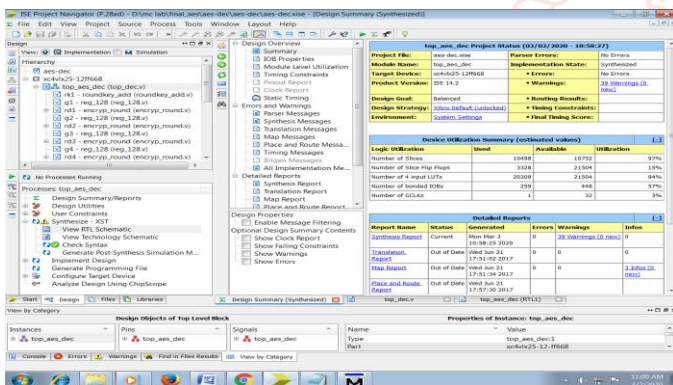 ISE Project Navigator (P.28xd) - D:\mc lab\final_aes\aes-dec\aes-dec\aes-dec.xise - [Design Summary (Synthesized)]
File Edit View Project Source Process Tools Window Layout Help
Design
View: Implementation Simulation
Hierarchy
aes-dec
xc4vlx25-12ff668
top_aes_dec (top_dec.v)
rk1 - roundkey_add (roundkey_add.v)
g1 - reg_128 (reg_128.v)
rd1 - rount (encryp_round.v)
g2 - reg_128 (reg_128.v)
rd2 - rount (encryp_round.v)
g3 - reg_128 (reg_128.v)
rd3 - rount (encryp_round.v)
g4 - reg_128 (reg_128.v)
rd4 - rount (encryp_round.v)
No Processes Running
Processes: top_aes_dec
Design Summary/Reports
Design Utilities
User Constraints
Synthesize - XST
View RTL Schematic
View Technology Schematic
Check Syntax
Generate Post-Synthesis Simulation M...
Implement Design
Generate Programming File
Configure Target Device
Analyze Design Using ChipScope
Start Design Files Libraries
Design Overview
Summary
IOB Properties
Module Level Utilization
Timing Constraints
Pinout Report
Clock Report
Static Timing
Errors and Warnings
Parser Messages
Synthesis Messages
Translation Messages
Map Messages
Place and Route Messa...
Timing Messages
Bitgen Messages
All Implementation Me...
Detailed Reports
Synthesis Report
Translation Report
Map Report
Place and Route Report
Design Properties
Enable Message Filtering
Optional Design Summary Contents
Show Clock Report
Show Failing Constraints
Show Warnings
Show Errors
top_aes_dec Project Status (03/02/2020 - 10:58:27)
Project File: aes-dec.xise Parser Errors: No Errors
Module Name: top_aes_dec Implementation State: Synthesized
Target Device: xc4vlx25-12ff668 • Errors: No Errors
Product Version: ISE 14.2 • Warnings: 38 Warnings (0 new)
Design Goal: Balanced • Routing Results:
Design Strategy: Xilinx Default (unlocked) • Timing Constraints:
Environment: System Settings • Final Timing Score:
Device Utilization Summary (estimated values) [-]
Logic Utilization Used Available Utilization
Number of Slices 10498 10752 97%
Number of Slice Flip Flops 3328 21504 15%
Number of 4 input LUTs 20309 21504 94%
Number of bonded IOBs 259 448 57%
Number of GCLKs 1 32 3%
Detailed Reports [-]
Report Name Status Generated Errors Warnings Infos
Synthesis Report Current Mon Mar 2 10:58:25 2020 0 38 Warnings (0 new) 0
Translation Report Out of Date Wed Jun 21 17:51:02 2017 0 0 0
Map Report Out of Date Wed Jun 21 17:51:34 2017 3 Infos (0 new)
Place and Route Report Out of Date Wed Jun 21 17:57:30 2017
Design Summary (Synthesized) top_dec.v top_aes_dec (RTL1)
View by Category
Design Objects of Top Level Block Properties of Instance: top_aes_dec
Instances Pins Signals Name Value
top_aes_dec top_aes_dec top_aes_dec Type top_aes_dec:1
Part xc4vlx25-12-ff668
Console Errors Warnings Find in Files Results View by Category
11:00 AM
3/2/2020